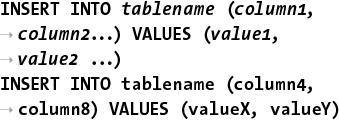 INSERT INTO tablename (column1,
→ column2...) VALUES (value1,
→ value2 ...)
INSERT INTO tablename (column4,
→ column8) VALUES (valueX, valueY)